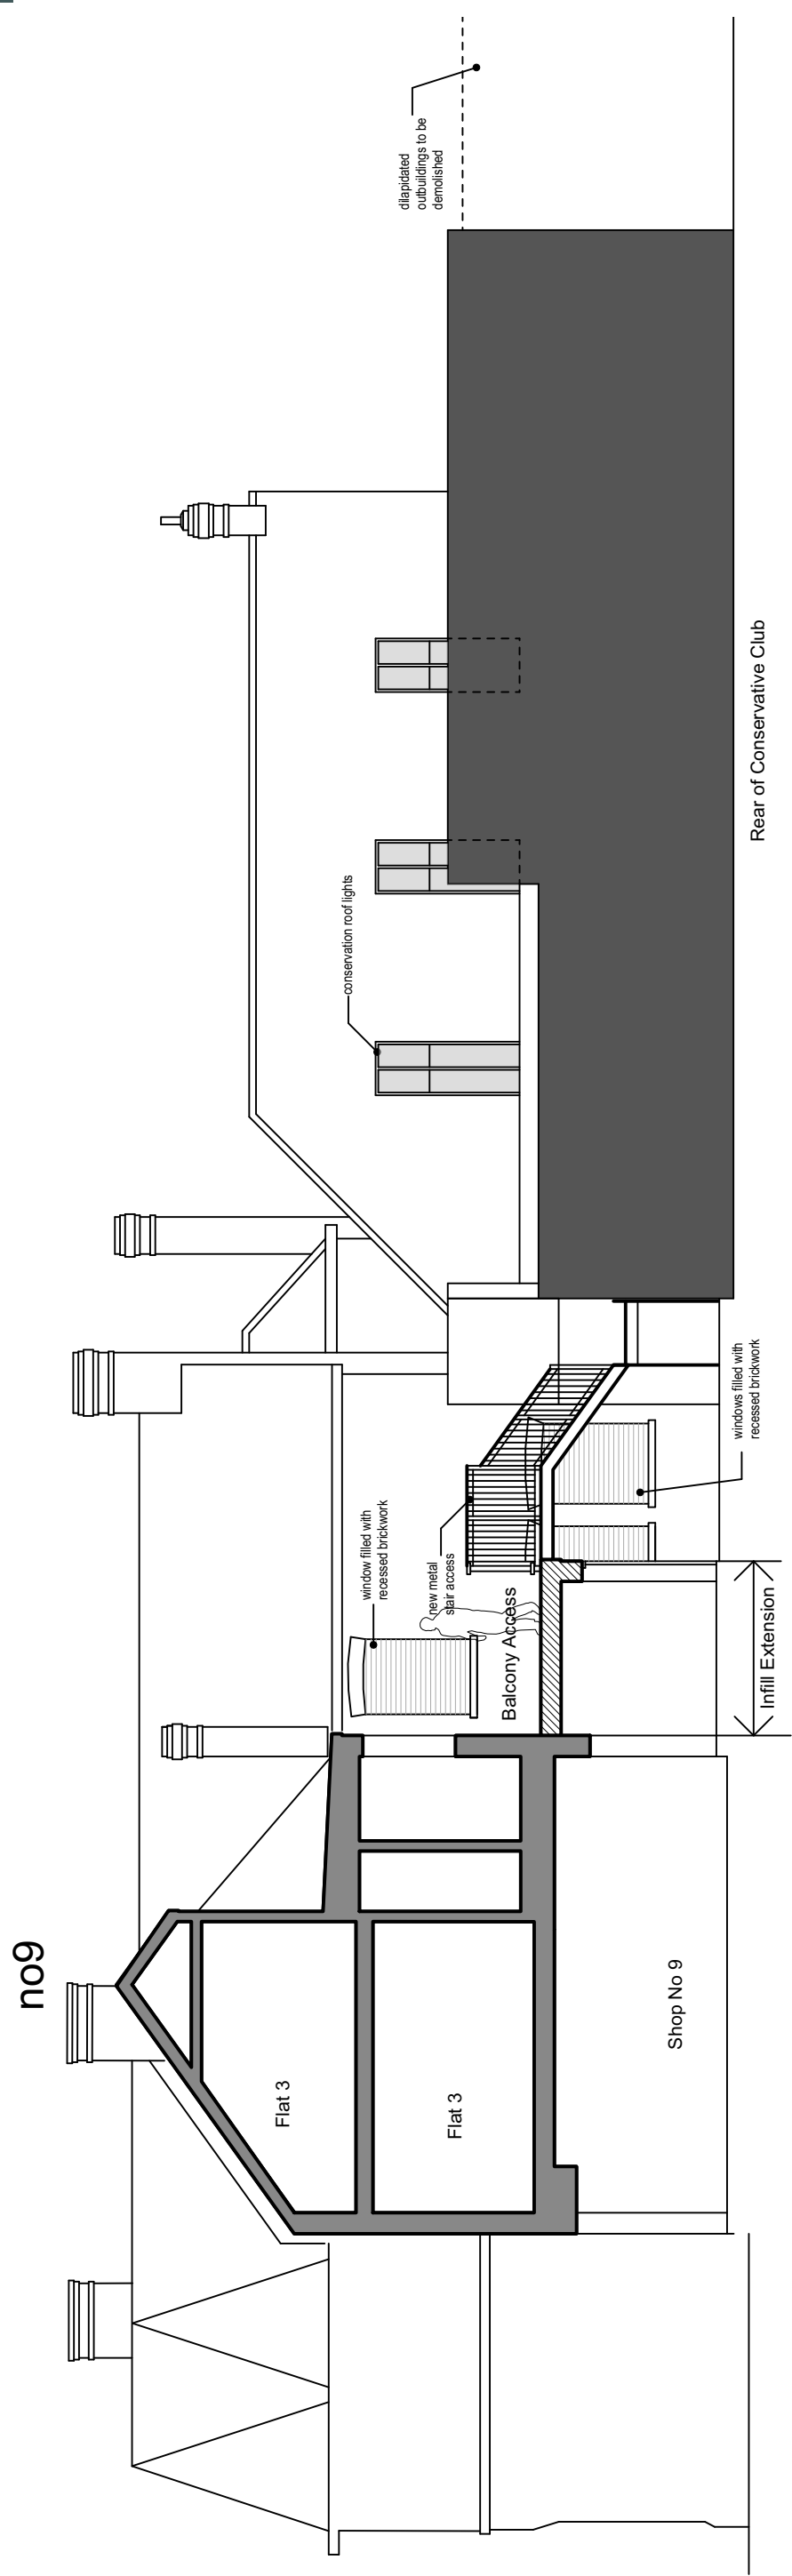 no9
Flat 3
Flat 3
Shop No 9
window filled with
recessed brickwork
new metal
stair access
Balcony Access
Infill Extension
windows filled with
recessed brickwork
conservation roof lights
Rear of Conservative Club
dilapidated
outbuildings to be
demolished